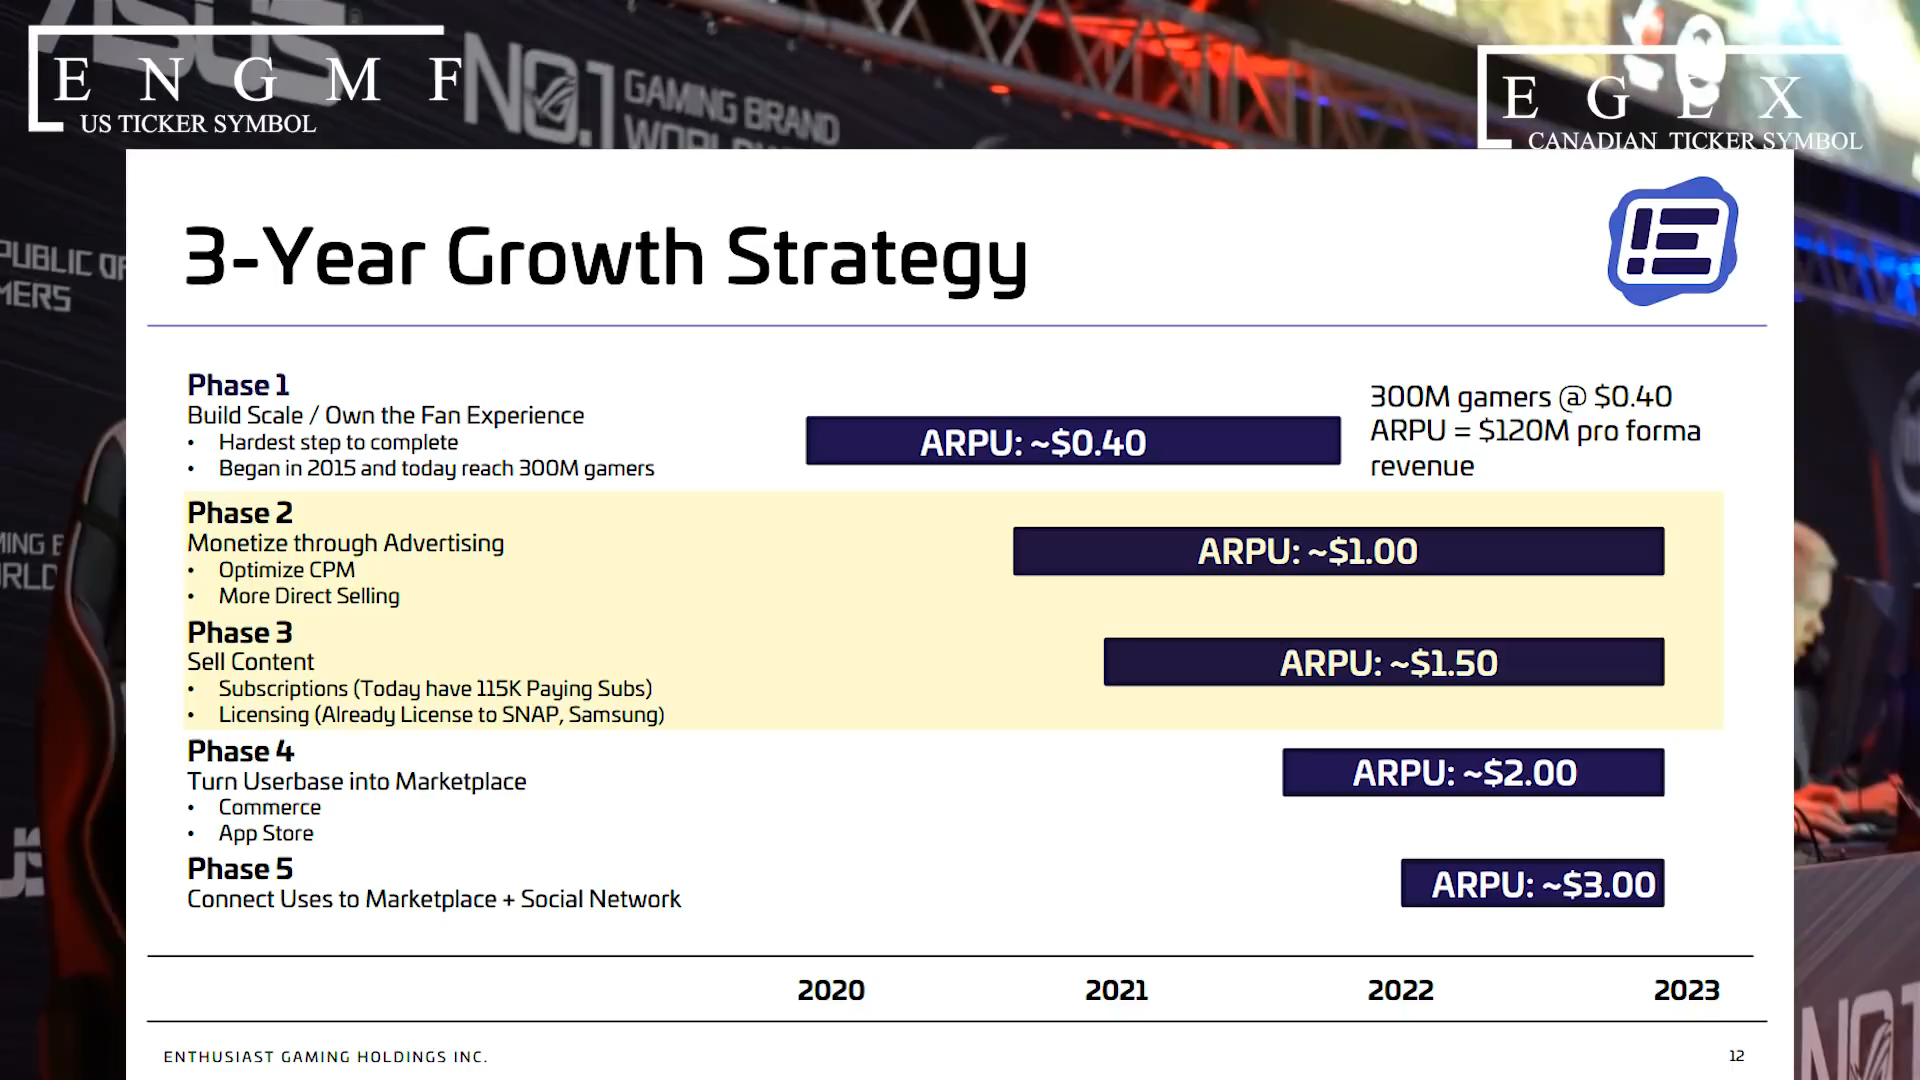 ASUS
E N G M F
US TICKER SYMBOL
NO.1
GAMING BRAND
E G L X
CANADIAN TICKER SYMBOL
3-Year Growth Strategy
Phase 1
Build Scale / Own the Fan Experience
• Hardest step to complete
• Began in 2015 and today reach 300M gamers
ARPU: ~$0.40
300M gamers @ $0.40
ARPU = $120M pro forma
revenue
Phase 2
Monetize through Advertising
• Optimize CPM
• More Direct Selling
ARPU: ~$1.00
Phase 3
Sell Content
• Subscriptions (Today have 115K Paying Subs)
• Licensing (Already License to SNAP, Samsung)
ARPU: ~$1.50
Phase 4
Turn Userbase into Marketplace
• Commerce
• App Store
ARPU: ~$2.00
Phase 5
Connect Uses to Marketplace + Social Network
ARPU: ~$3.00
2020 2021 2022 2023
ENTHUSIAST GAMING HOLDINGS INC.
12